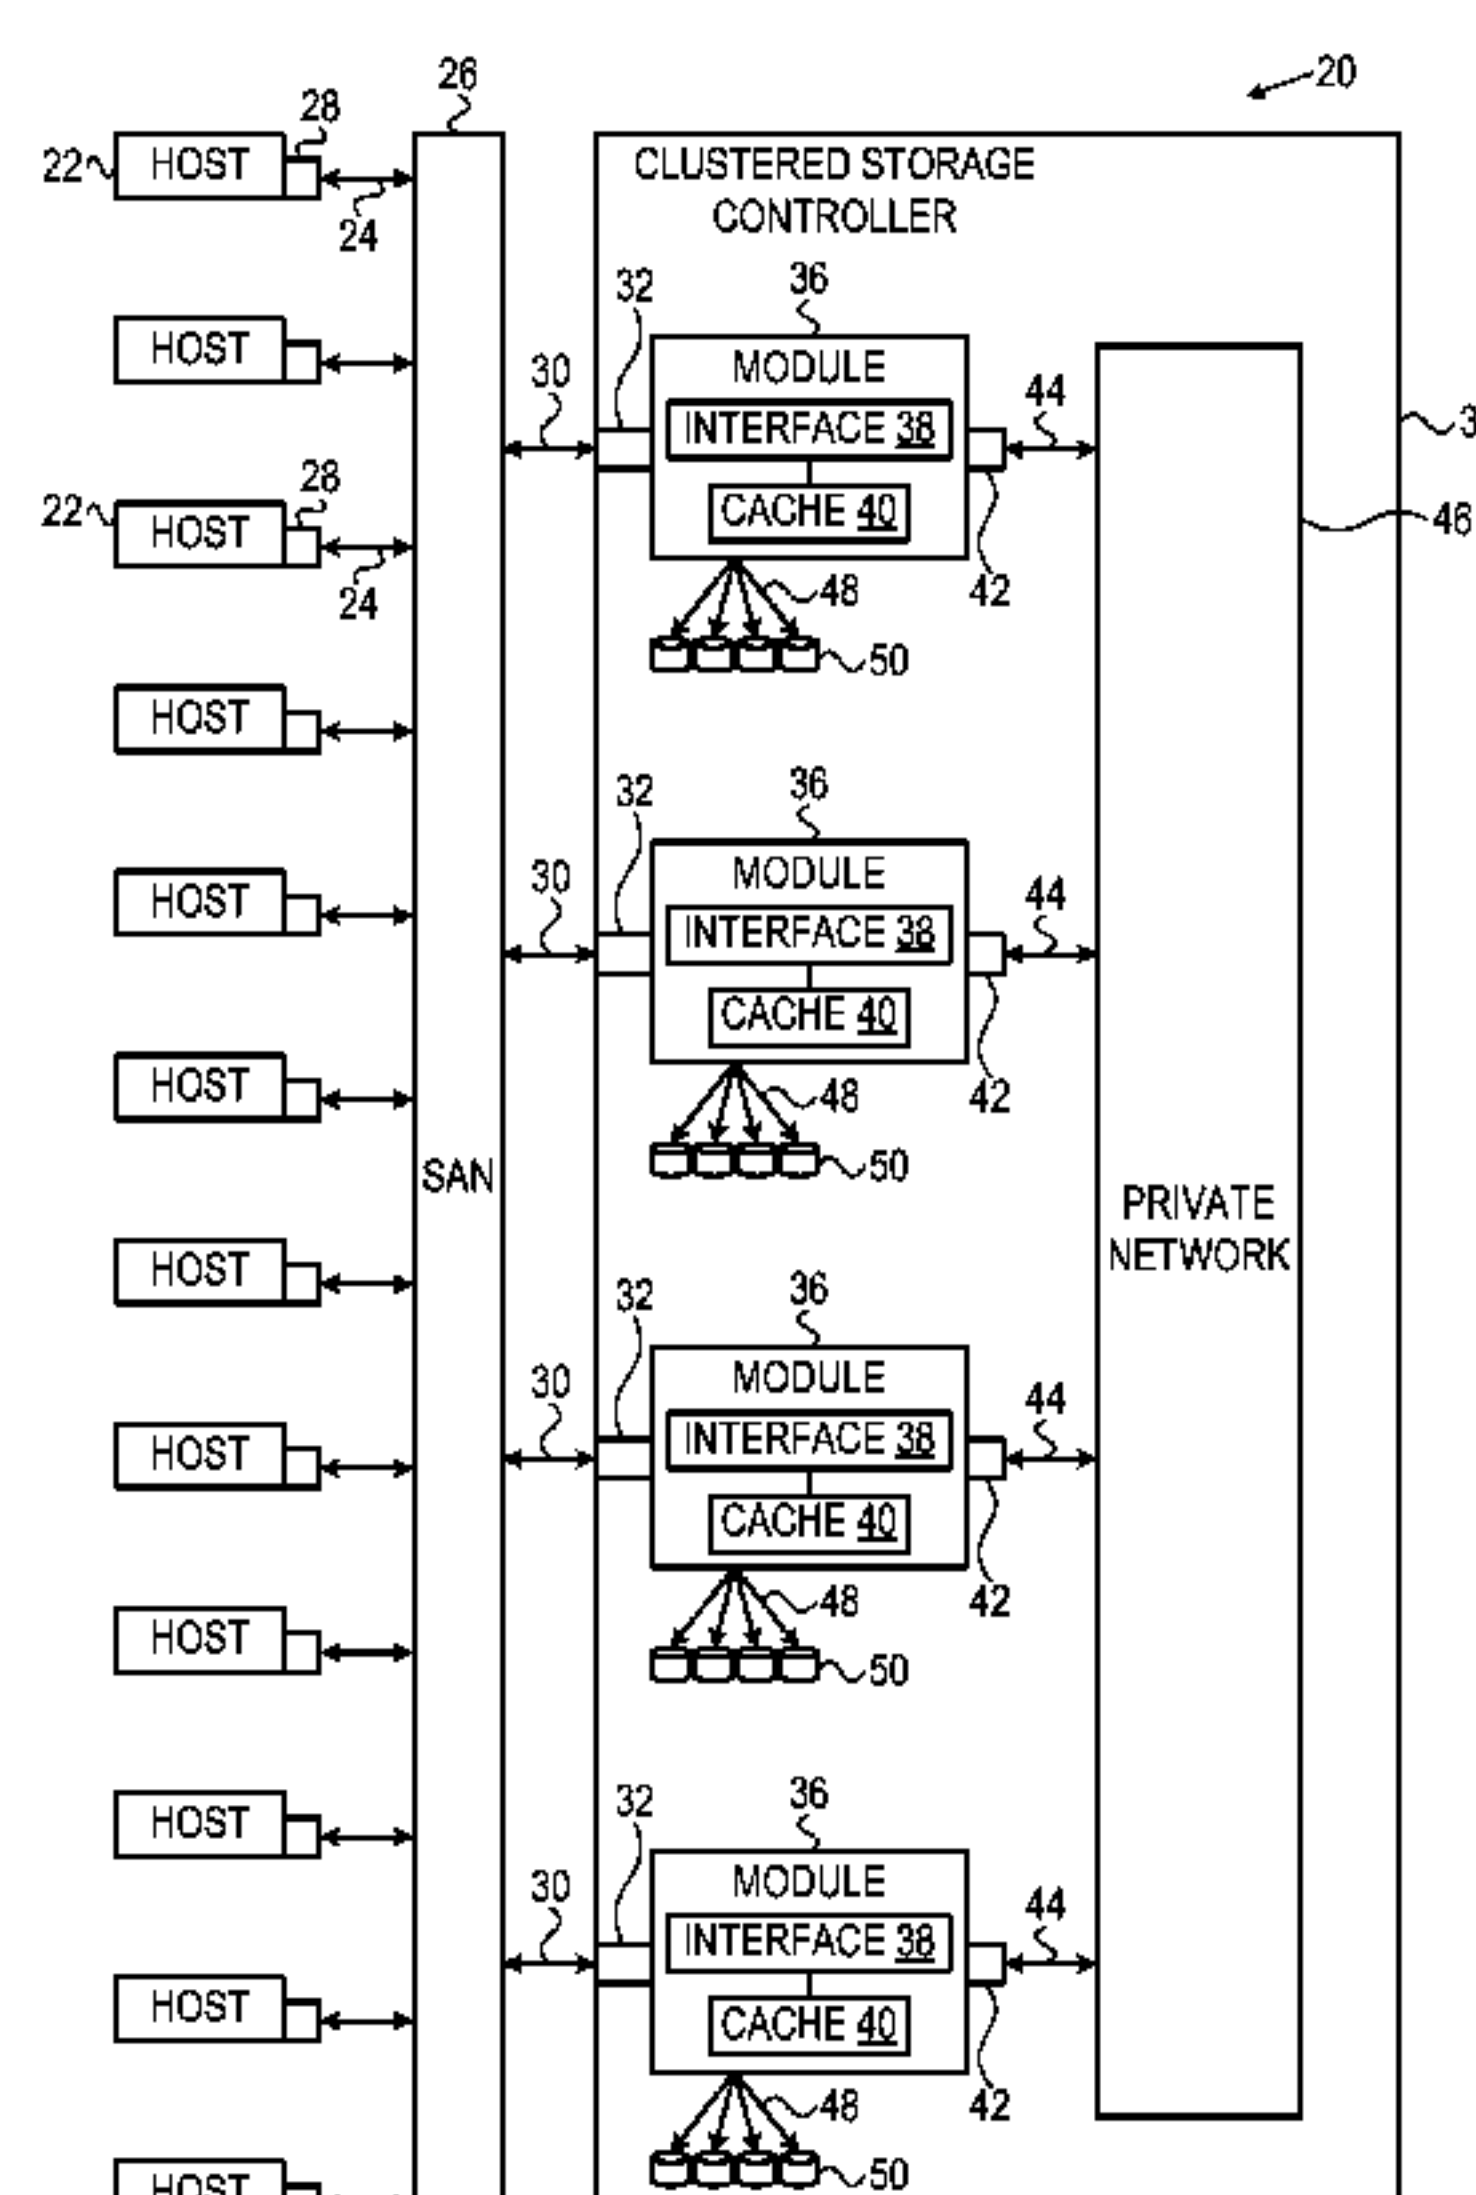 26
20
28
22
HOST
24
CLUSTERED STORAGE
CONTROLLER
36
32
HOST
30
MODULE
INTERFACE 38
44
3
28
22
HOST
CACHE 40
46
24
48
42
50
HOST
36
32
30
MODULE
44
HOST
INTERFACE 38
CACHE 40
HOST
48
42
50
SAN
PRIVATE
NETWORK
HOST
36
32
30
MODULE
44
HOST
INTERFACE 38
CACHE 40
48
42
HOST
50
36
32
HOST
30
MODULE
44
INTERFACE 38
HOST
CACHE 40
48
42
50
HOST